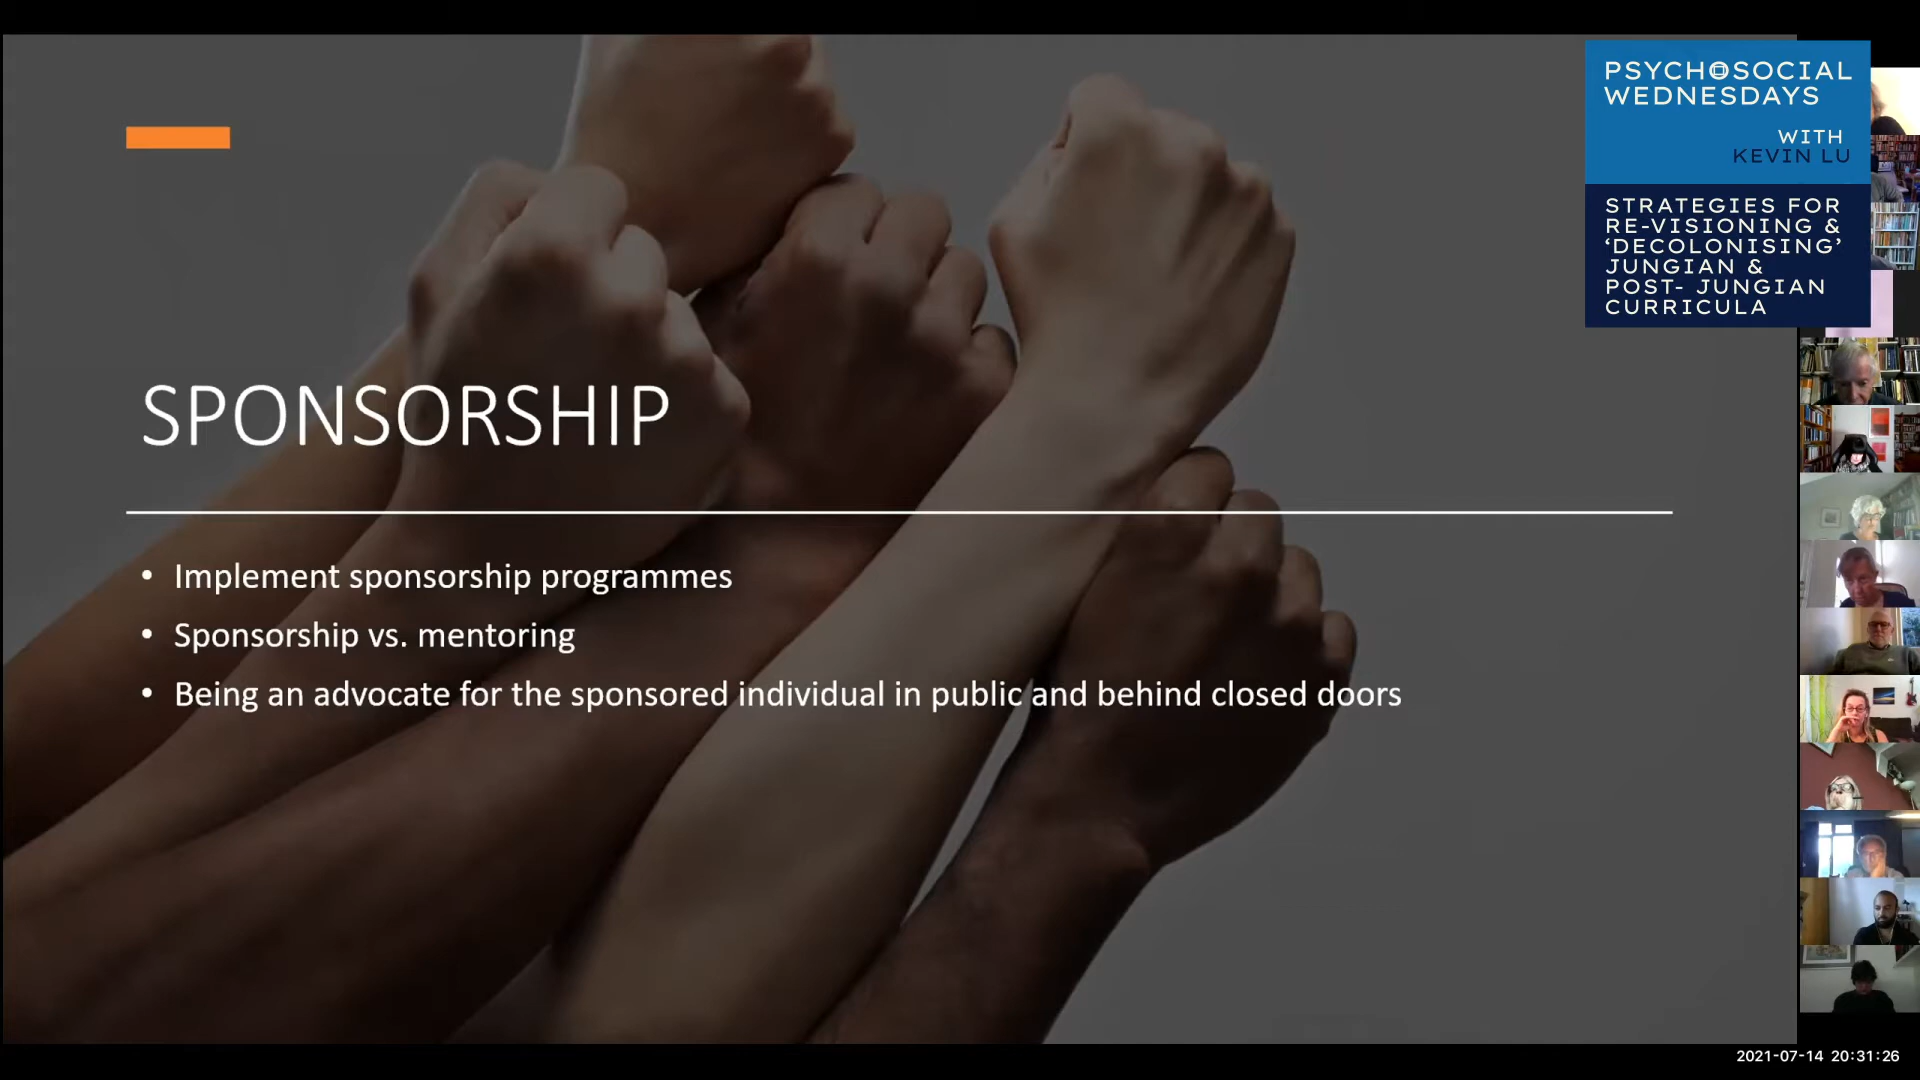 PSYCHOSOCIAL
WEDNESDAYS
WITH
KEVIN LU
STRATEGIES FOR
RE-VISIONING &
‘DECOLONISING’
JUNGIAN &
POST- JUNGIAN
CURRICULA
SPONSORSHIP
• Implement sponsorship programmes
• Sponsorship vs. mentoring
• Being an advocate for the sponsored individual in public and behind closed doors
2021-07-14 20:31:26